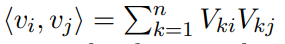 ⟨v_i, v_j⟩ = ∑_{k=1}^{n} V_{ki}V_{kj}